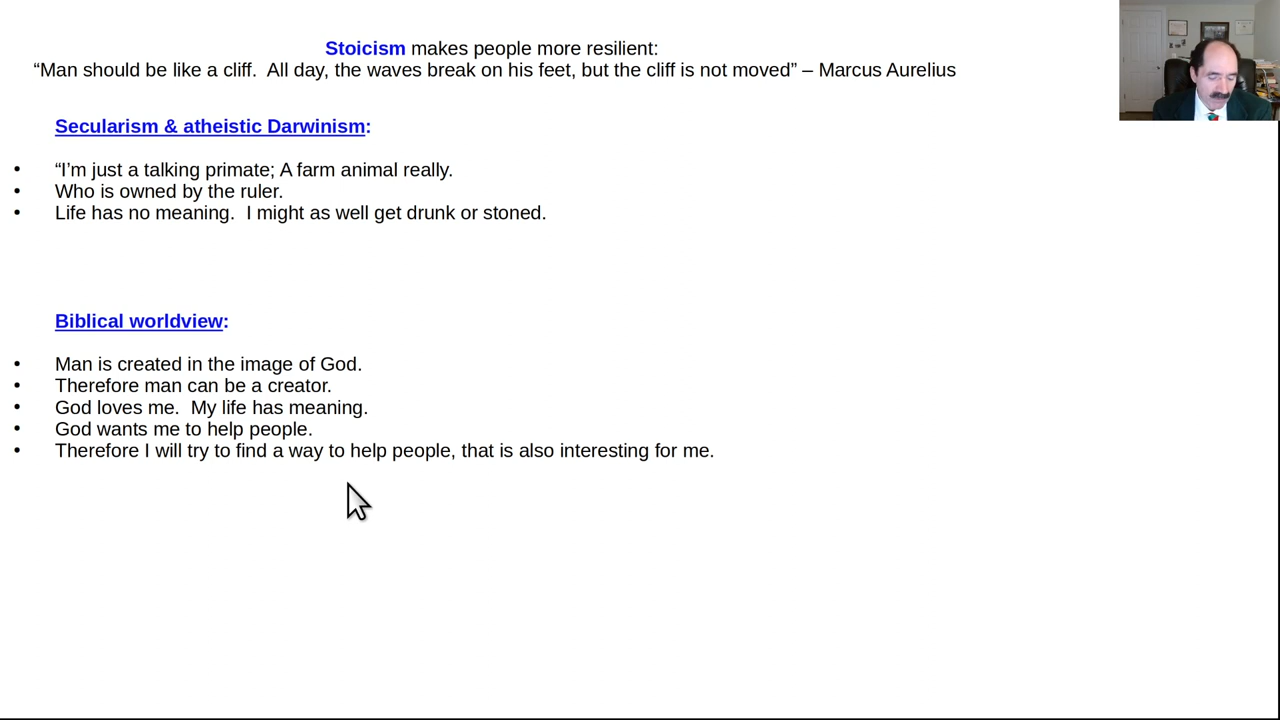 Stoicism makes people more resilient:
“Man should be like a cliff.  All day, the waves break on his feet, but the cliff is not moved” – Marcus Aurelius
Secularism & atheistic Darwinism:
• “I’m just a talking primate; A farm animal really.
• Who is owned by the ruler.
• Life has no meaning.  I might as well get drunk or stoned.
Biblical worldview:
• Man is created in the image of God.
• Therefore man can be a creator.
• God loves me.  My life has meaning.
• God wants me to help people.
• Therefore I will try to find a way to help people, that is also interesting for me.